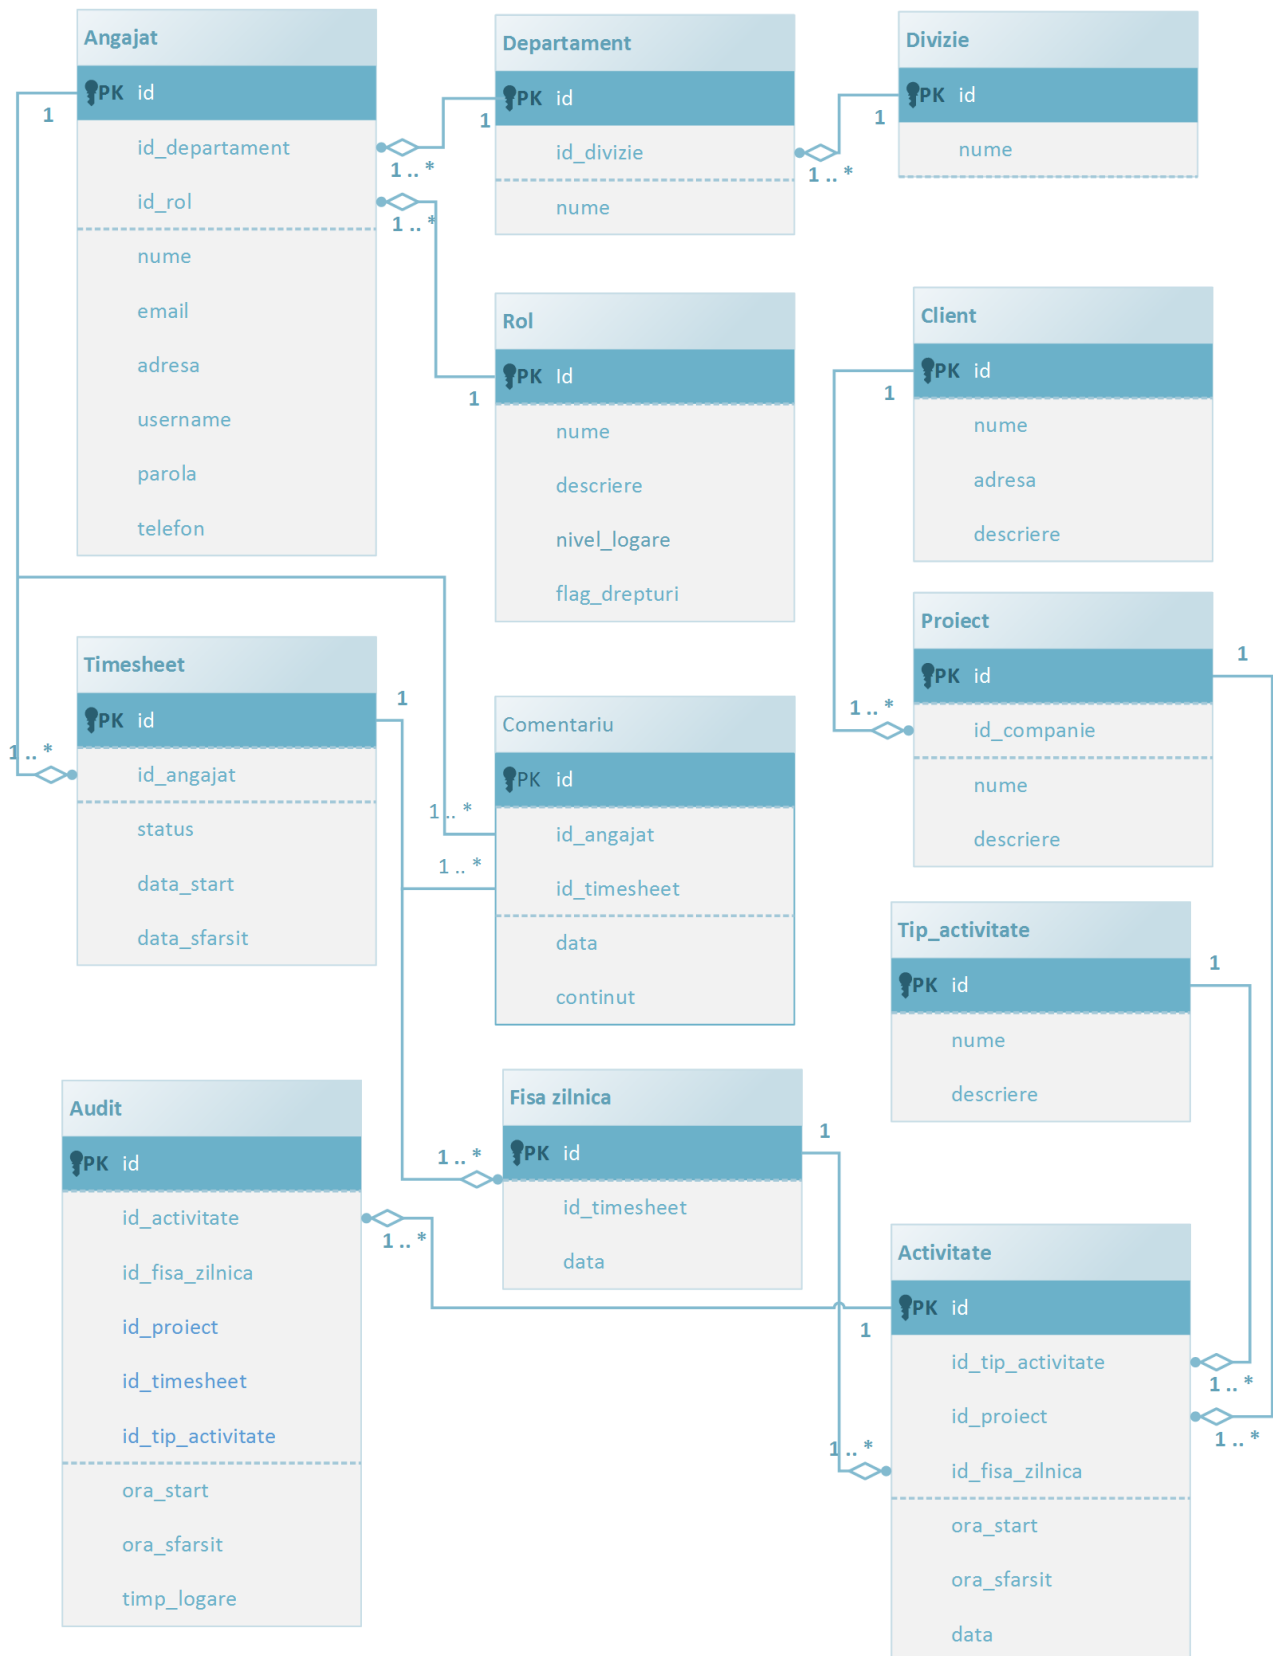 Angajat
PK id
id_departament
id_rol
nume
email
adresa
username
parola
telefon
1
1 .. *
1 .. *
Departament
PK id
id_divizie
nume
1
1 .. *
Divizie
PK id
nume
1
Rol
PK Id
nume
descriere
nivel_logare
flag_drepturi
1
Client
PK id
nume
adresa
descriere
1
Proiect
PK id
id_companie
nume
descriere
1
1 .. *
Timesheet
PK id
id_angajat
status
data_start
data_sfarsit
1
1 .. *
Comentariu
PK id
id_angajat
id_timesheet
data
continut
1 .. *
1 .. *
Tip_activitate
PK id
nume
descriere
1
Audit
PK id
id_activitate
id_fisa_zilnica
id_proiect
id_timesheet
id_tip_activitate
ora_start
ora_sfarsit
timp_logare
1 .. *
Fisa zilnica
PK id
id_timesheet
data
1
1 .. *
Activitate
PK id
id_tip_activitate
id_proiect
id_fisa_zilnica
ora_start
ora_sfarsit
data
1
1 .. *
1 .. *
1 .. *